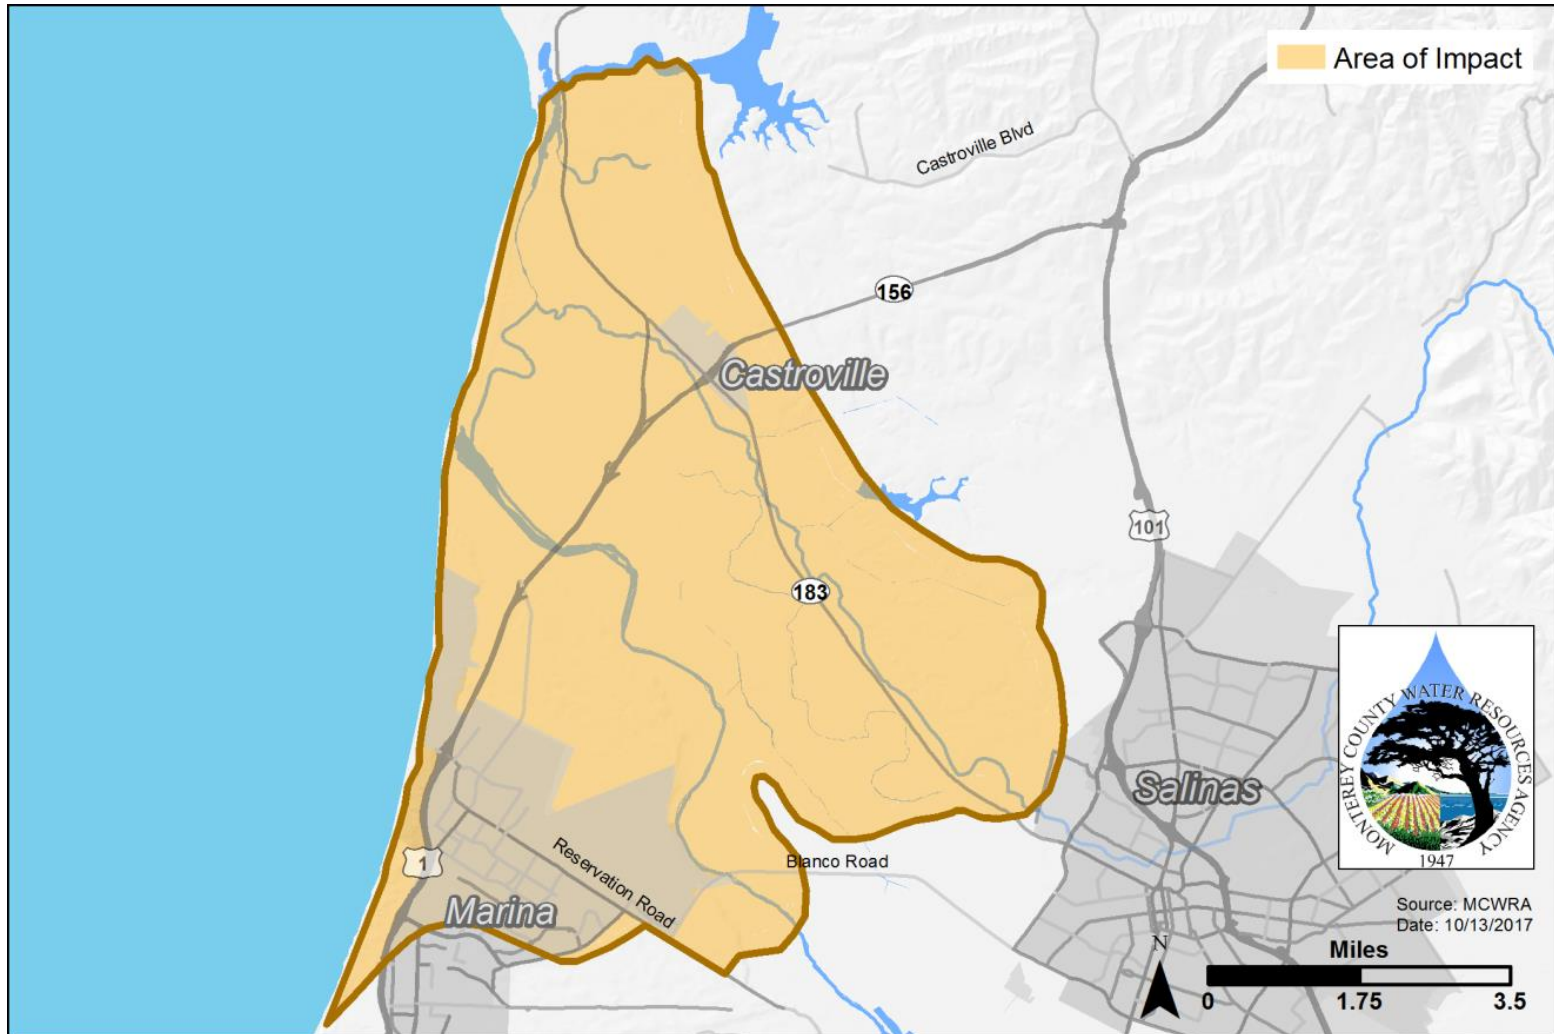 Area of Impact
Castroville Blvd
156
Castroville
101
183
Salinas
MONTEREY COUNTY WATER RESOURCES AGENCY
1947
Blanco Road
Reservation Road
1
Marina
Source: MCWRA
Date: 10/13/2017
N
Miles
0 1.75 3.5